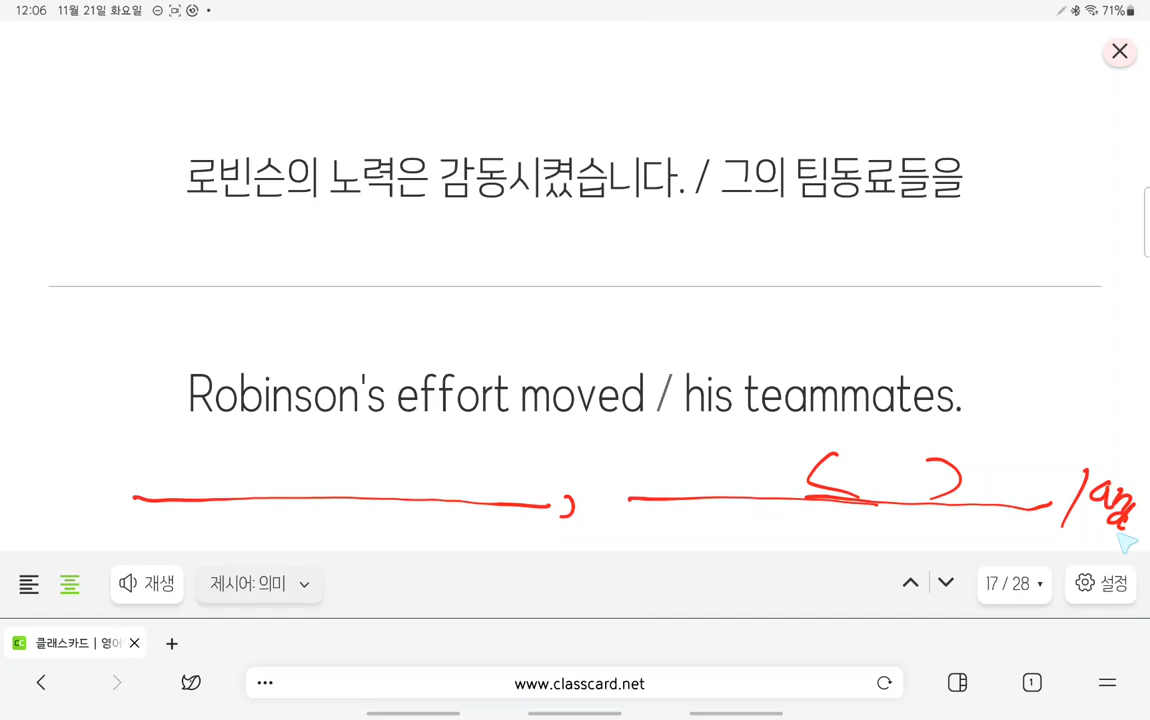 12:06 11월 21일 화요일
71%
로빈슨의 노력은 감동시켰습니다. / 그의 팀동료들을
Robinson's effort moved / his teammates.
, / and
재생
제시어: 의미
17 / 28
설정
클래스카드 | 영어
www.classcard.net
1